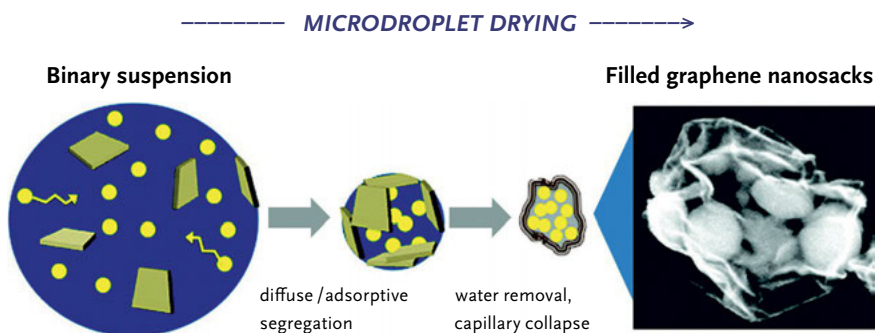 MICRODROPLET DRYING
Binary suspension
Filled graphene nanosacks
diffuse / adsorptive
segregation
water removal,
capillary collapse